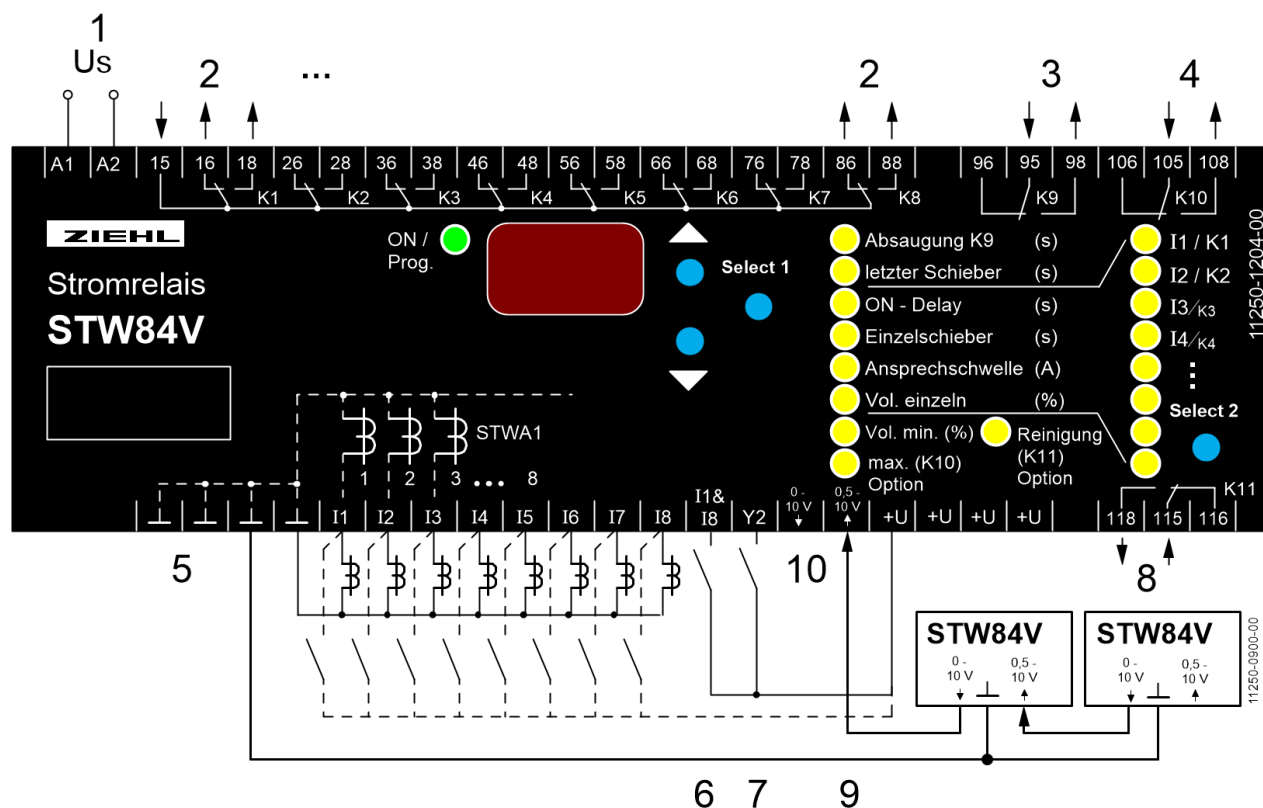 1
Us
2 ... 2 3 4
A1 A2 15 16 18 26 28 36 38 46 48 56 58 66 68 76 78 86 88 96 95 98 106 105 108
K1 K2 K3 K4 K5 K6 K7 K8 K9 K10
ZIEHL
Stromrelais
STW84V
ON /
Prog.
Select 1
Absaugung K9 (s)
letzter Schieber (s)
ON - Delay (s)
Einzelschieber (s)
Ansprechschwelle (A)
Vol. einzeln (%)
Vol. min. (%)
max. (K10)
Option
Reinigung
(K11)
Option
I1 / K1
I2 / K2
I3/K3
I4/K4
⋮
Select 2
11250-1204-00
STWA1
1 2 3 ... 8
K11
I1 I2 I3 I4 I5 I6 I7 I8 I1& I8 Y2 0 - 10 V 0,5 - 10 V +U +U +U +U 118 115 116
5 10 8
STW84V
0 -
10 V
0,5 -
10 V
STW84V
0 -
10 V
0,5 -
10 V
11250-0900-00
6 7 9